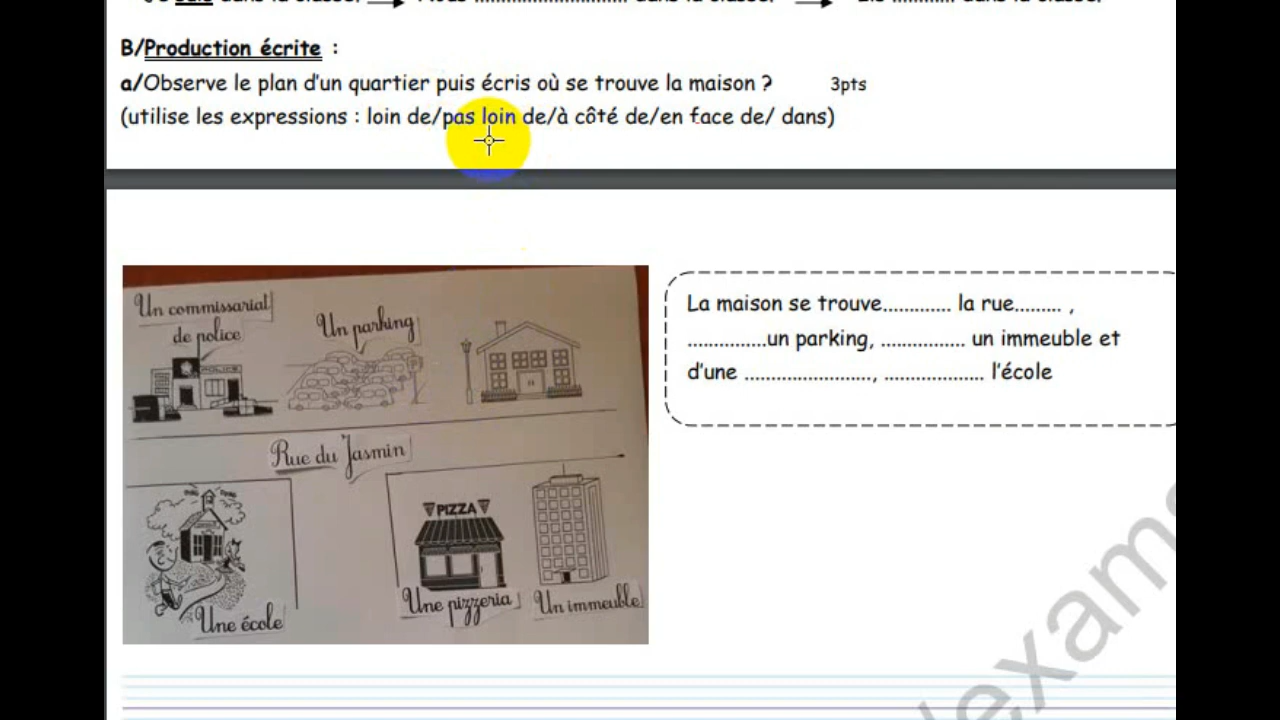 B/Production écrite :
a/Observe le plan d'un quartier puis écris où se trouve la maison ? 3pts
(utilise les expressions : loin de/pas loin de/à côté de/en face de/ dans)
Un commissariat
de police
Un parking
POLICE
P
Rue du Jasmin
PIZZA
Une école
Une pizzeria
Un immeuble
La maison se trouve............ la rue......... ,
...............un parking, ................ un immeuble et
d'une ........................, ................... l'école
exams